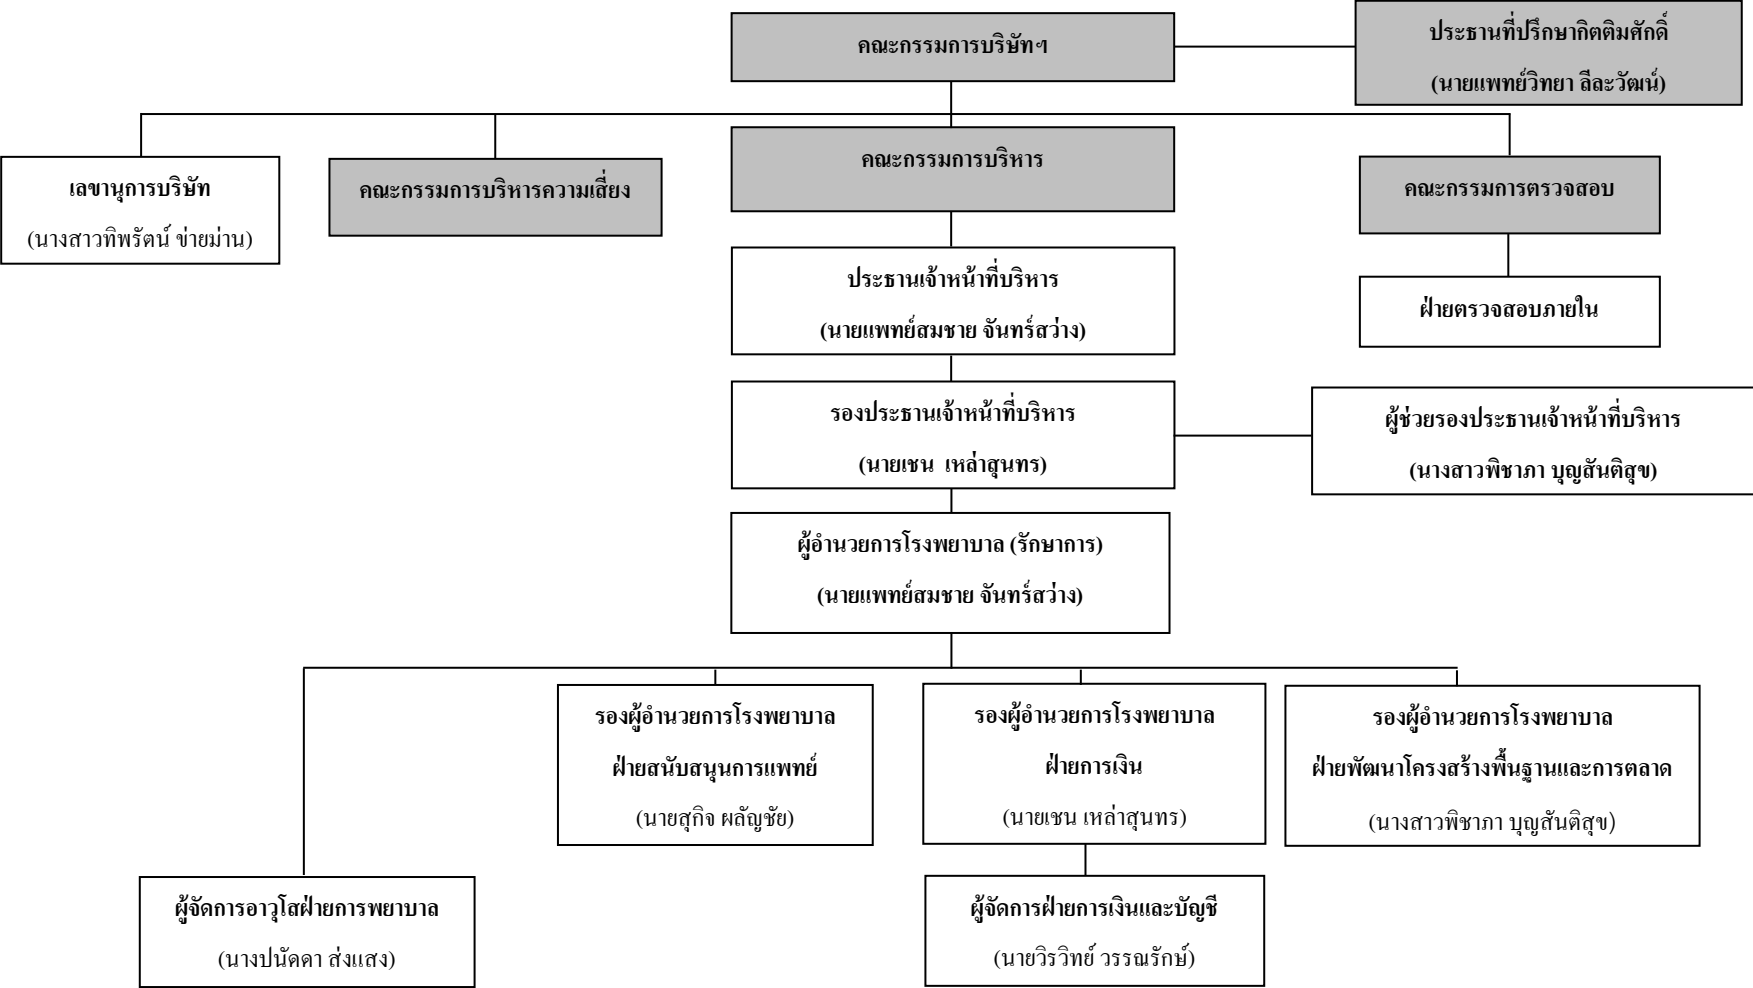 คณะกรรมการบริษัทฯ
ประธานที่ปรึกษากิตติมศักดิ์
(นายแพทย์วิทยา ลีละวัฒน์)
เลขานุการบริษัท
(นางสาวทิพรัตน์ ข่ายม่าน)
คณะกรรมการบริหารความเสี่ยง
คณะกรรมการบริหาร
คณะกรรมการตรวจสอบ
ฝ่ายตรวจสอบภายใน
ประธานเจ้าหน้าที่บริหาร
(นายแพทย์สมชาย จันทร์สว่าง)
รองประธานเจ้าหน้าที่บริหาร
(นายเชน เหล่าสุนทร)
ผู้ช่วยรองประธานเจ้าหน้าที่บริหาร
(นางสาวพิชาภา บุญสันติสุข)
ผู้อำนวยการโรงพยาบาล (รักษาการ)
(นายแพทย์สมชาย จันทร์สว่าง)
รองผู้อำนวยการโรงพยาบาล
ฝ่ายสนับสนุนการแพทย์
(นายสุกิจ ผลัญชัย)
รองผู้อำนวยการโรงพยาบาล
ฝ่ายการเงิน
(นายเชน เหล่าสุนทร)
รองผู้อำนวยการโรงพยาบาล
ฝ่ายพัฒนาโครงสร้างพื้นฐานและการตลาด
(นางสาวพิชาภา บุญสันติสุข)
ผู้จัดการอาวุโสฝ่ายการพยาบาล
(นางปนัดดา ส่งแสง)
ผู้จัดการฝ่ายการเงินและบัญชี
(นายวิรวิทย์ วรรณรักษ์)